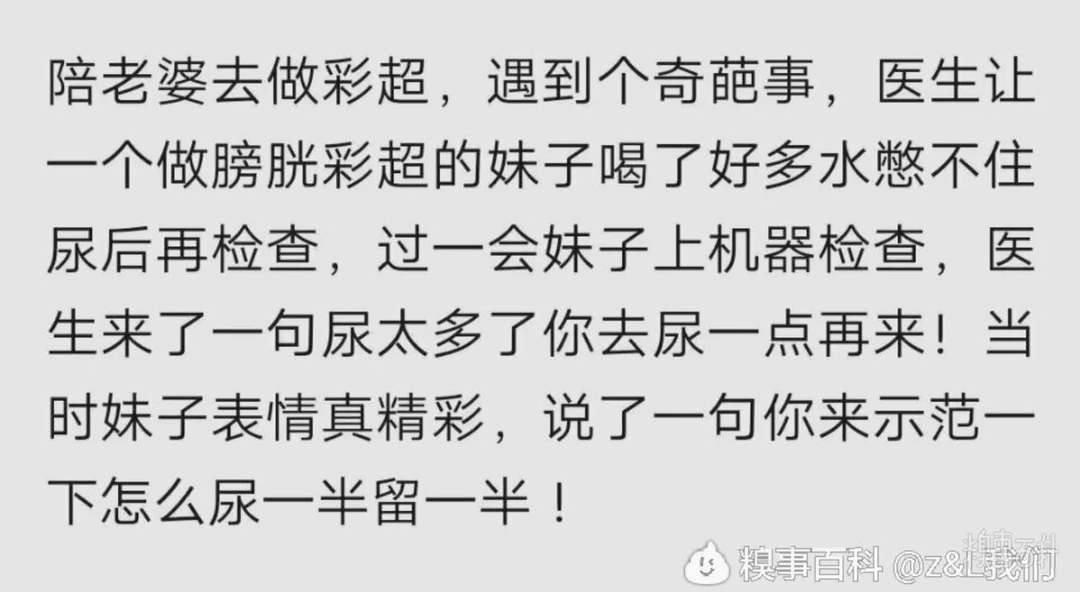 陪老婆去做彩超，遇到个奇葩事，医生让
一个做膀胱彩超的妹子喝了好多水憋不住
尿后再检查，过一会妹子上机器检查，医
生来了一句尿太多了你去尿一点再来！当
时妹子表情真精彩，说了一句你来示范一
下怎么尿一半留一半！
糗事百科 @z&L我们